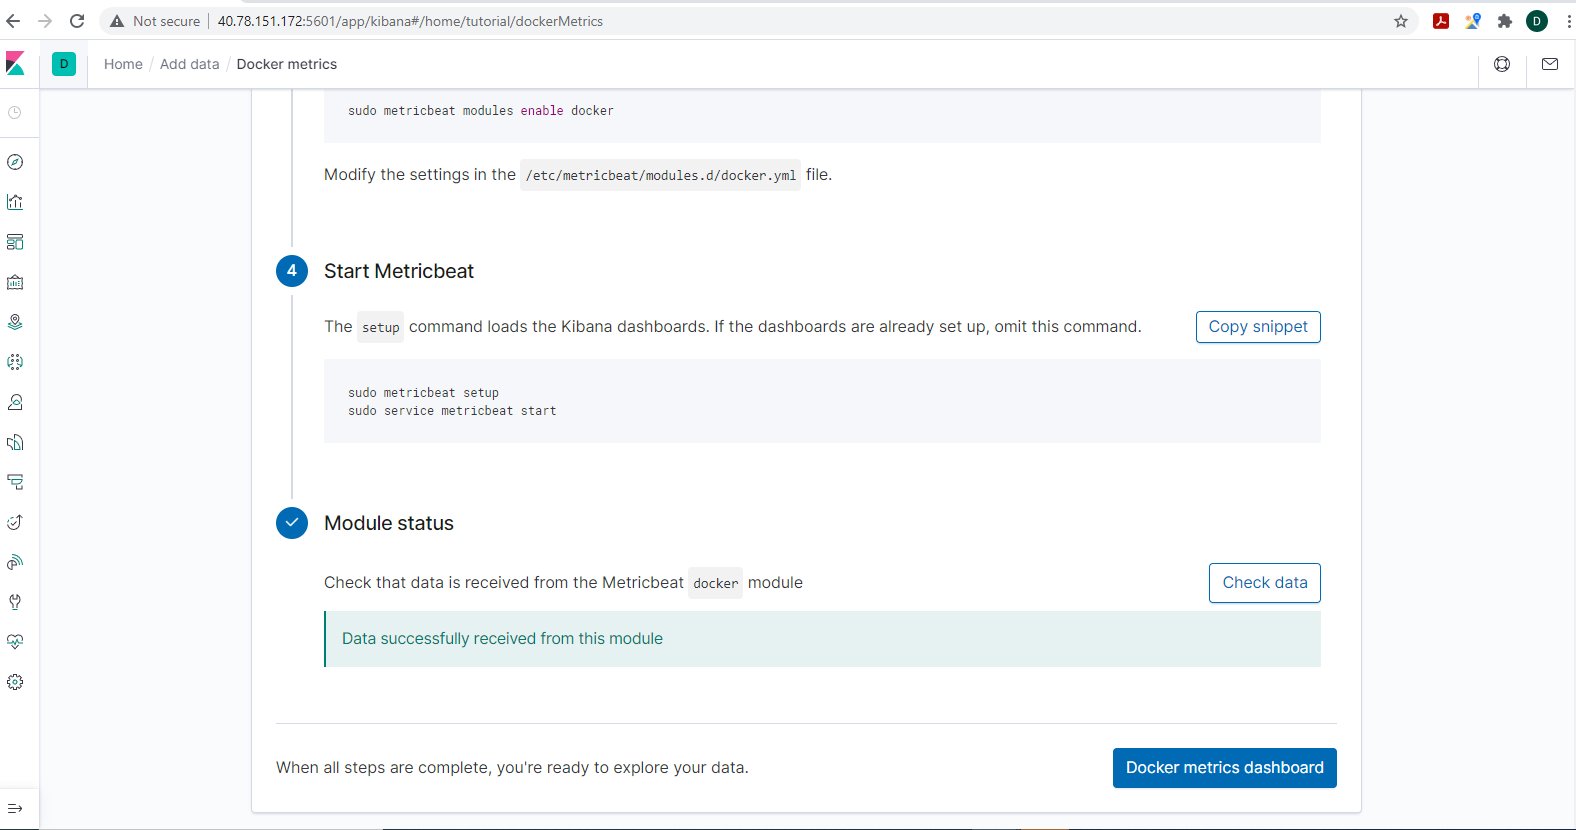 Not secure
40.78.151.172:5601/app/kibana#/home/tutorial/dockerMetrics
D
D
Home / Add data / Docker metrics
sudo metricbeat modules enable docker
Modify the settings in the /etc/metricbeat/modules.d/docker.yml file.
4
Start Metricbeat
The setup command loads the Kibana dashboards. If the dashboards are already set up, omit this command.
Copy snippet
sudo metricbeat setup
sudo service metricbeat start
Module status
Check that data is received from the Metricbeat docker module
Check data
Data successfully received from this module
When all steps are complete, you're ready to explore your data.
Docker metrics dashboard